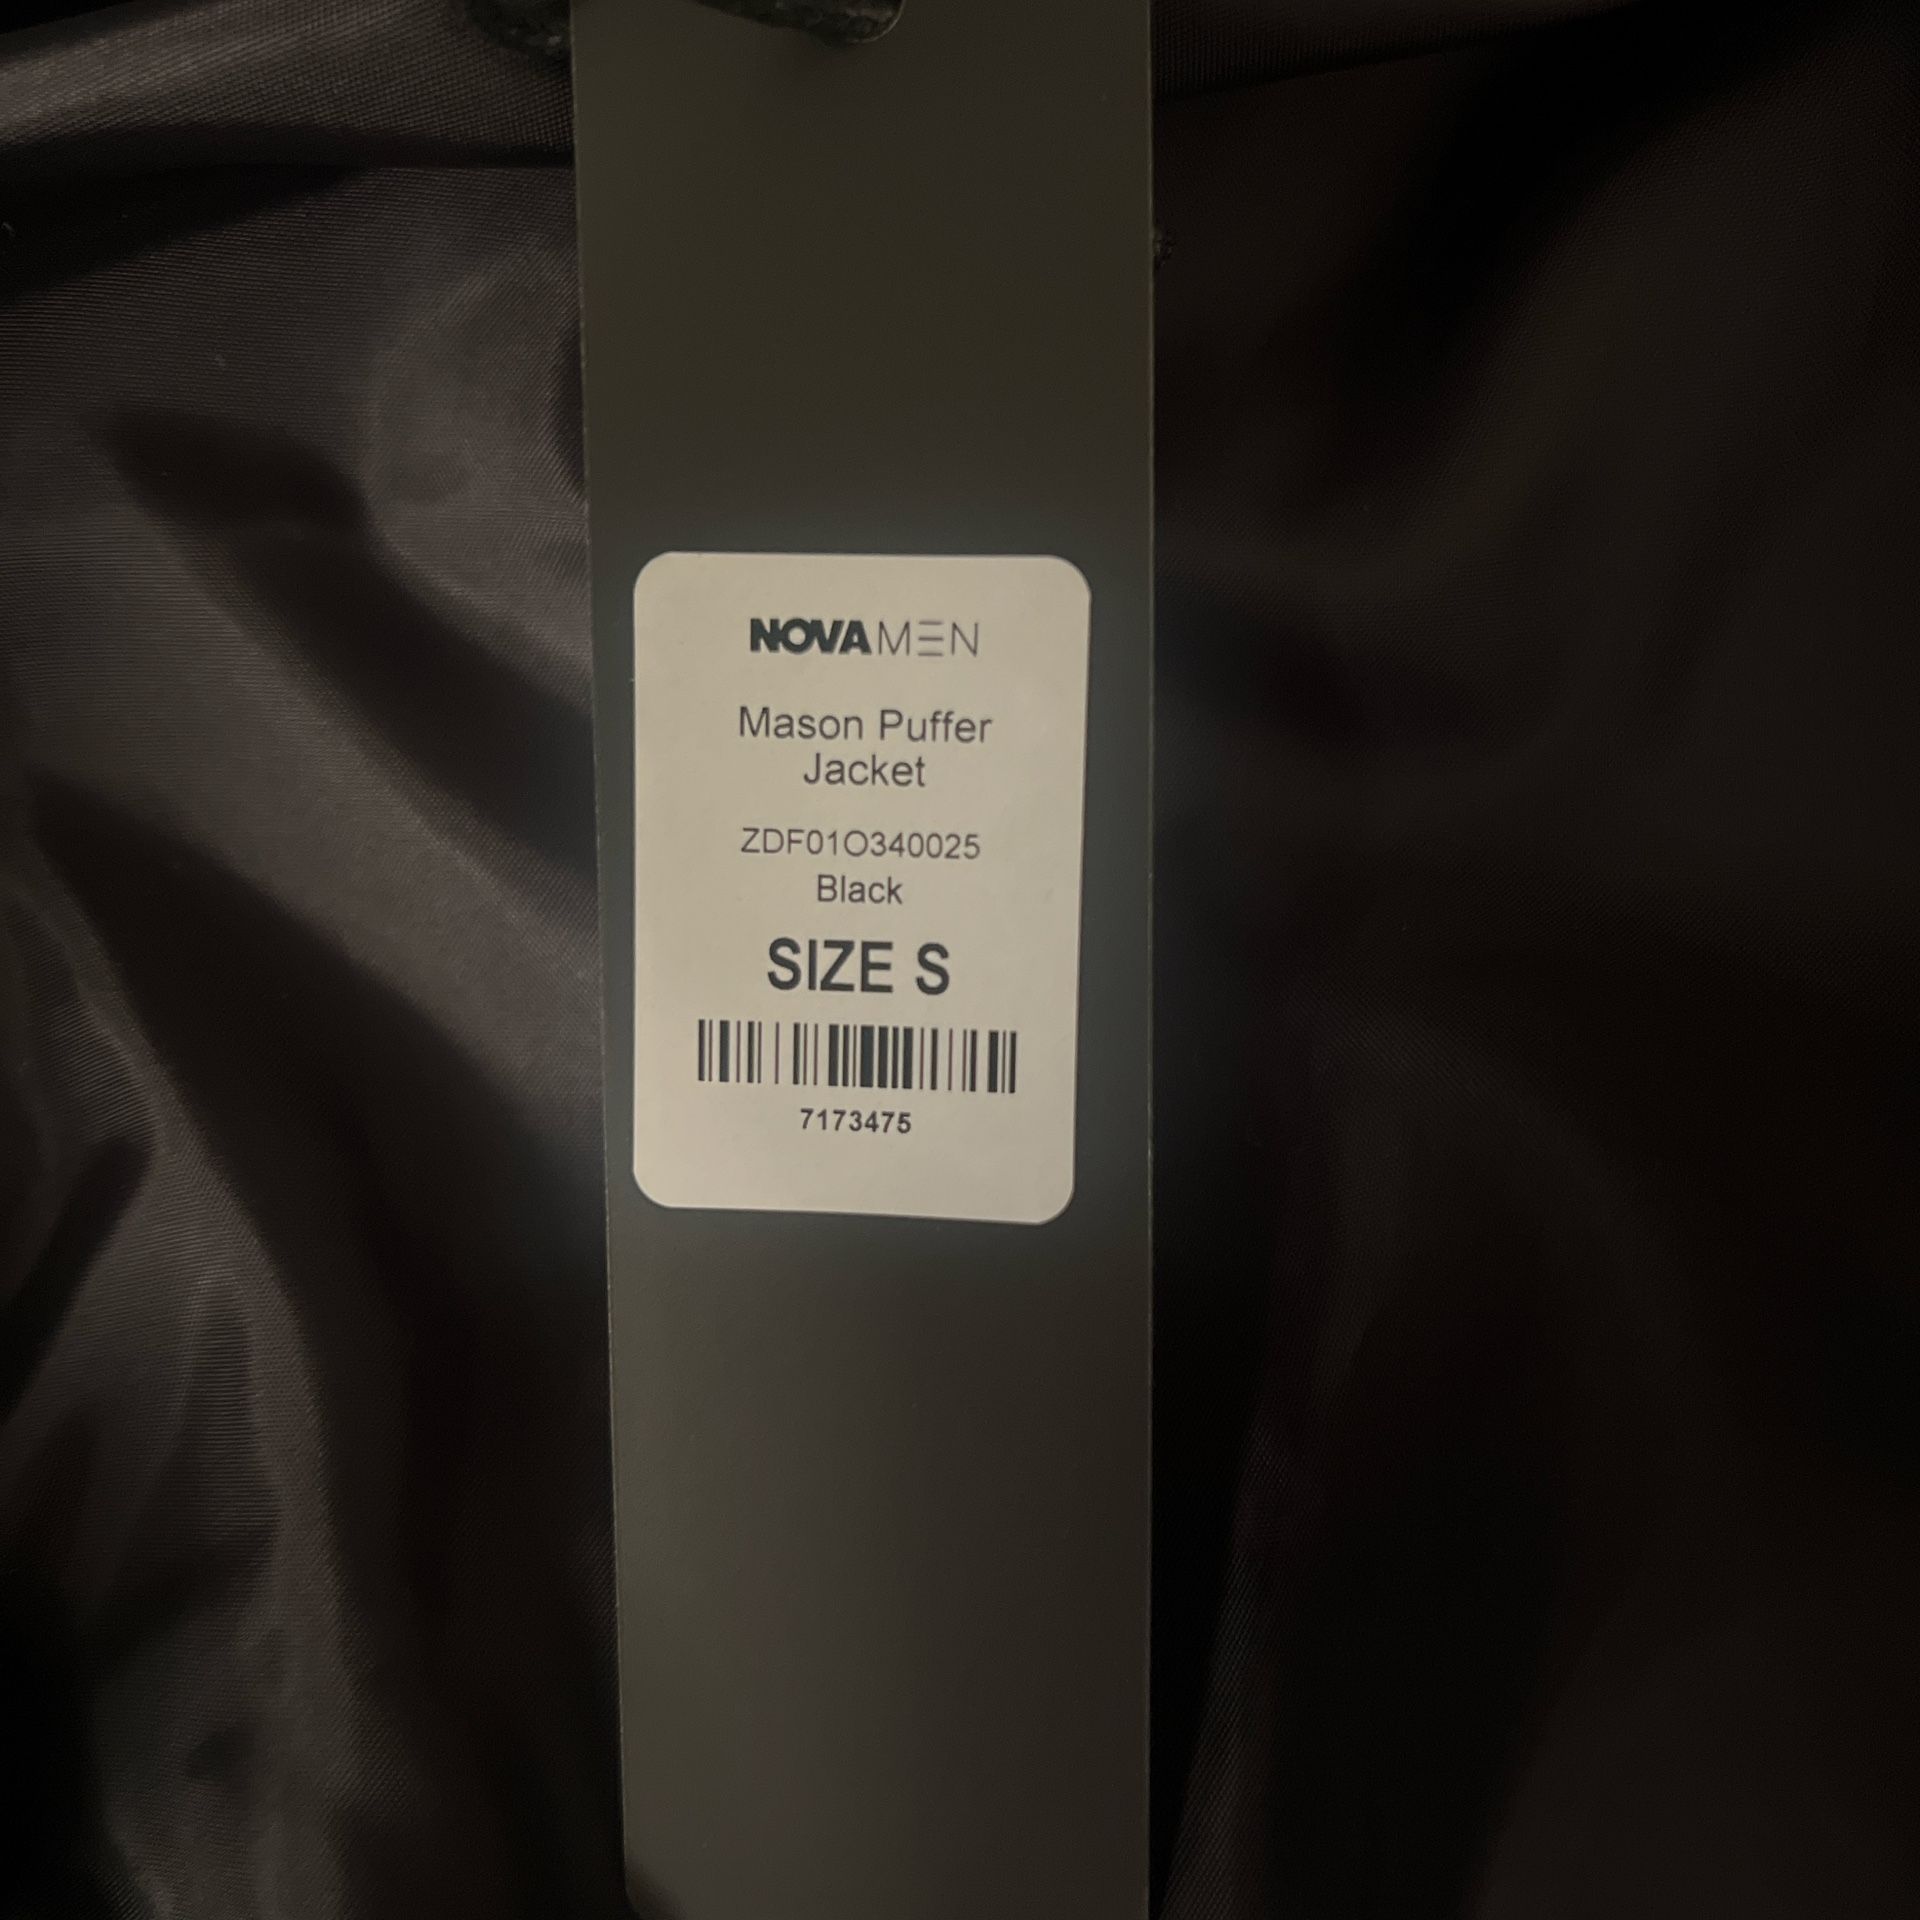 NOVAMEN
Mason Puffer
Jacket
ZDF01O340025
Black
SIZE S
7173475